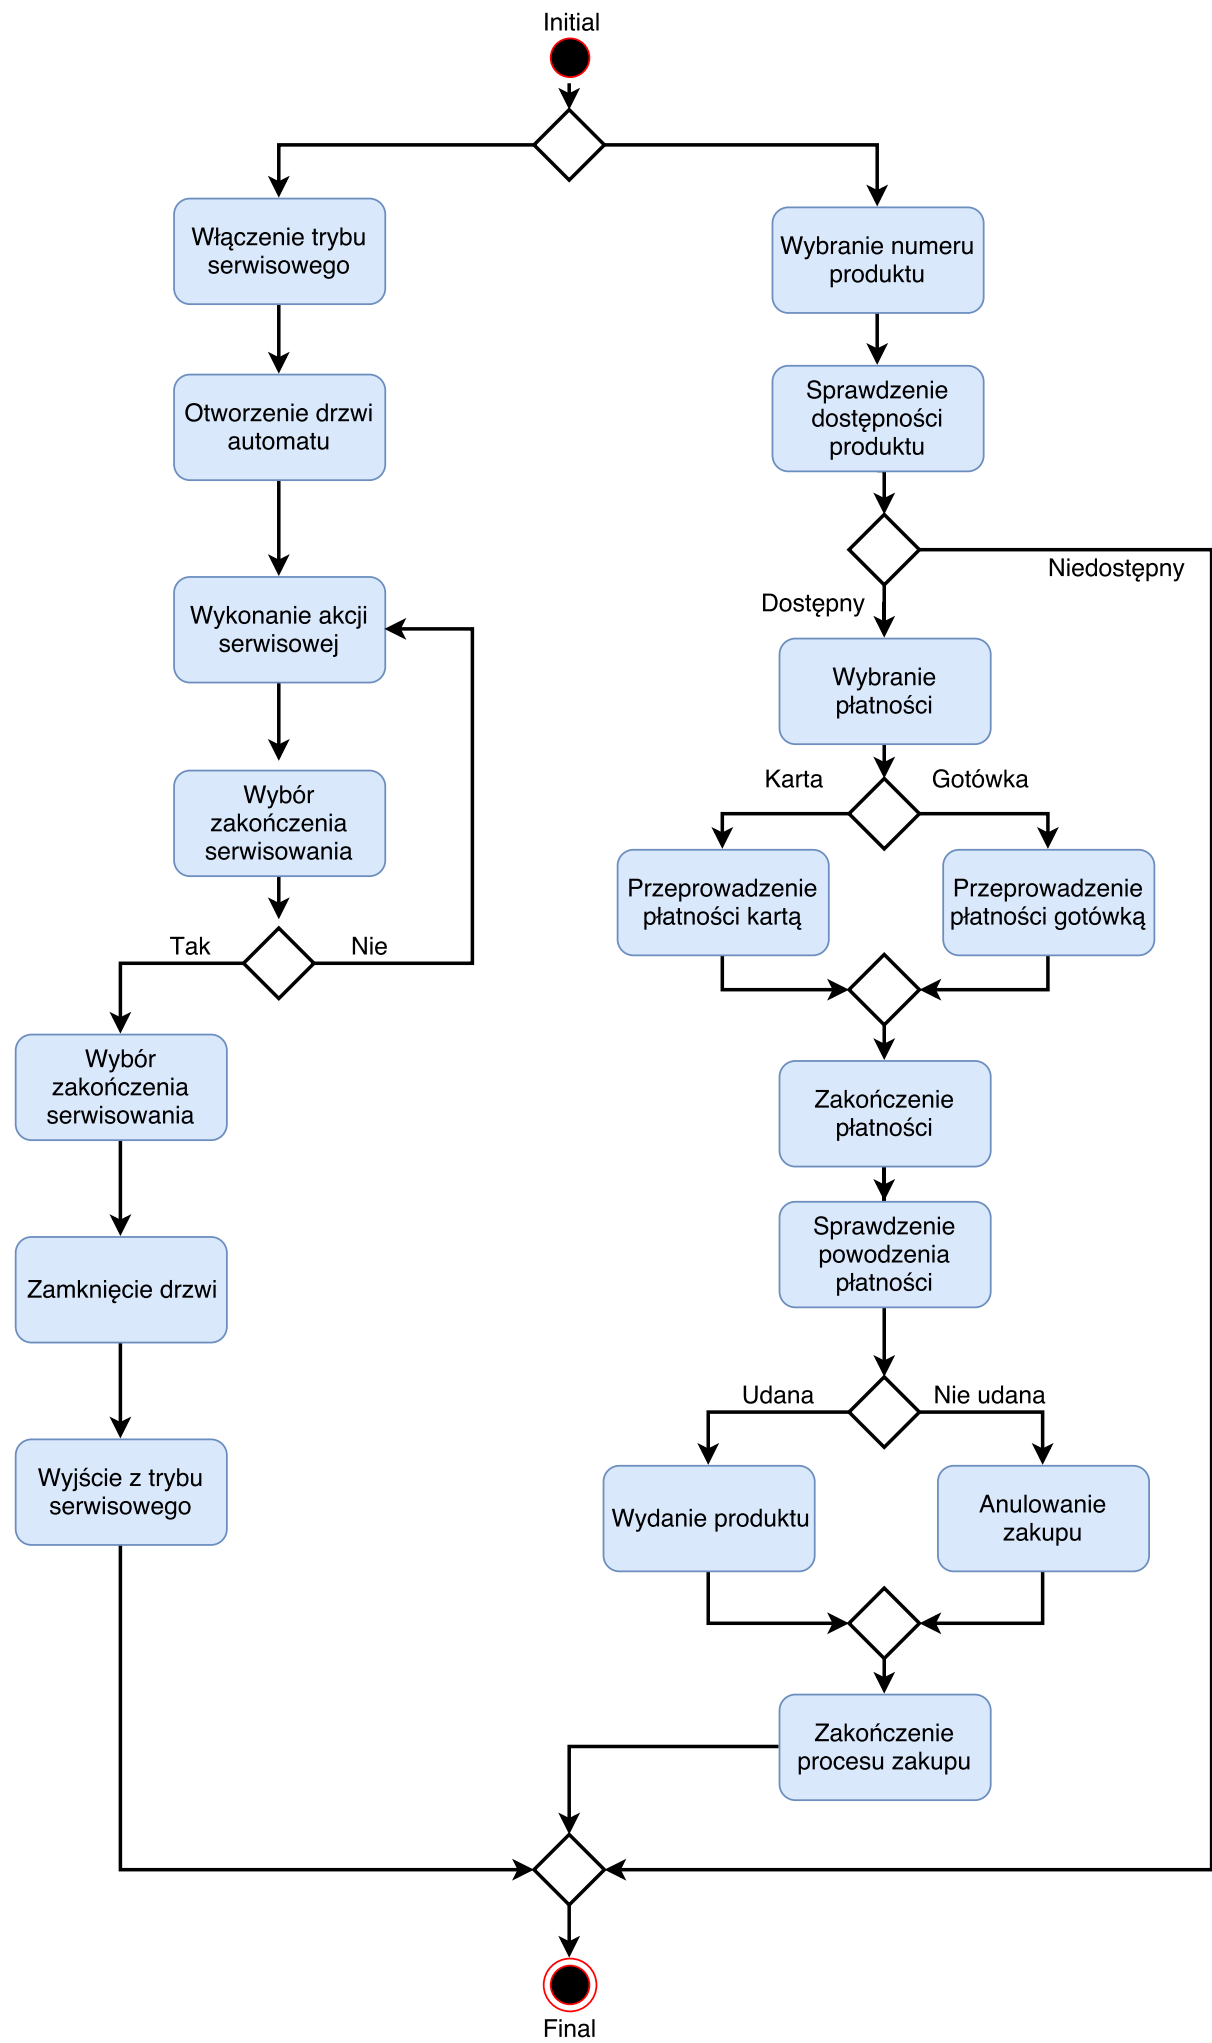 Initial
Włączenie trybu
serwisowego
Wybranie numeru
produktu
Otworzenie drzwi
automatu
Sprawdzenie
dostępności
produktu
Niedostępny
Dostępny
Wykonanie akcji
serwisowej
Wybranie
płatności
Karta
Gotówka
Wybór
zakończenia
serwisowania
Przeprowadzenie
płatności kartą
Przeprowadzenie
płatności gotówką
Tak
Nie
Wybór
zakończenia
serwisowania
Zakończenie
płatności
Sprawdzenie
powodzenia
płatności
Zamknięcie drzwi
Udana
Nie udana
Wyjście z trybu
serwisowego
Wydanie produktu
Anulowanie
zakupu
Zakończenie
procesu zakupu
Final